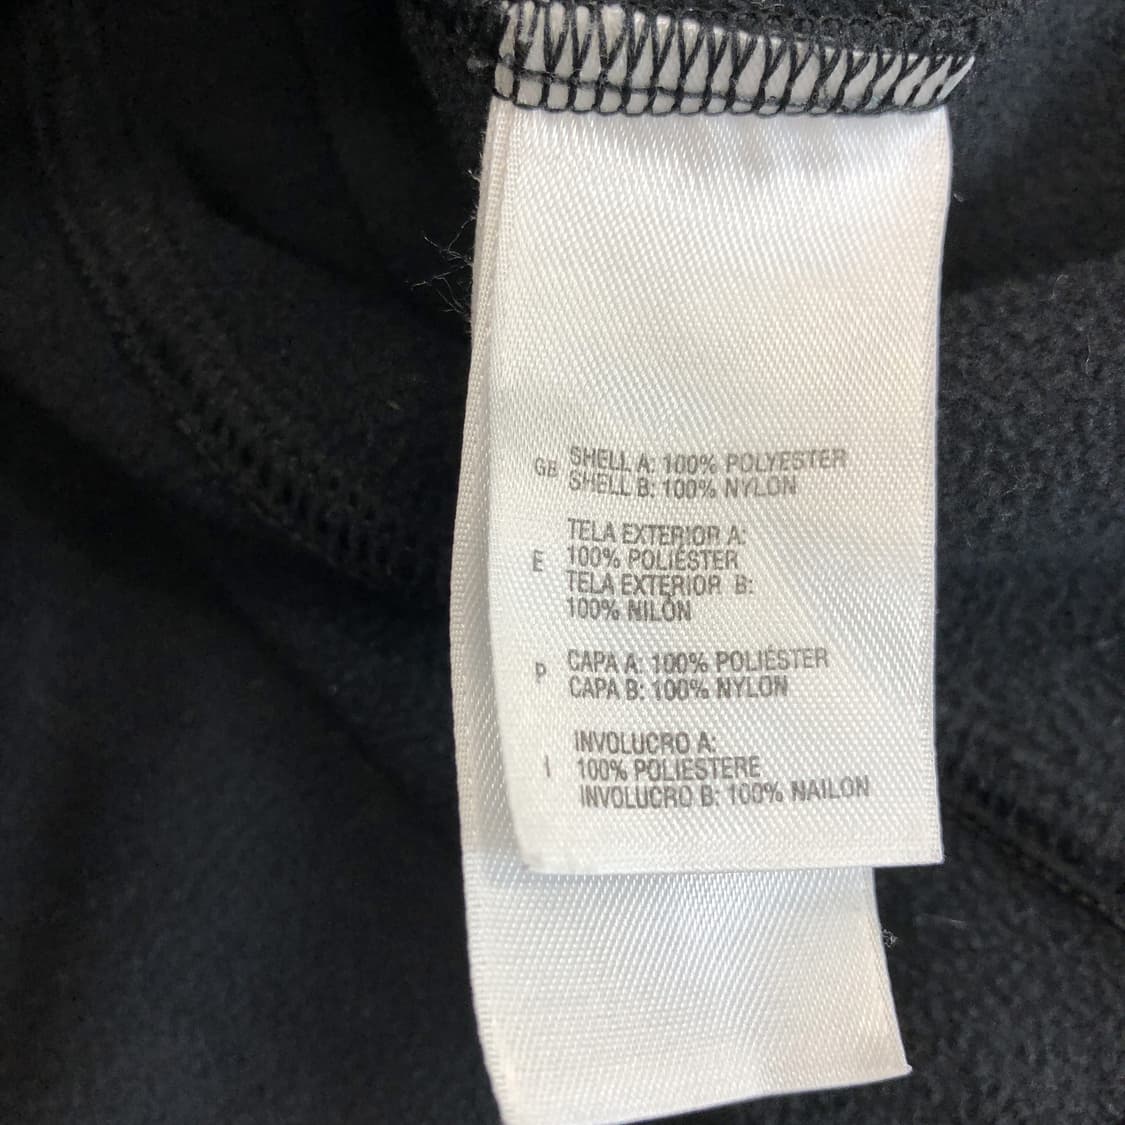 GB SHELL A: 100% POLYESTER
SHELL B: 100% NYLON
TELA EXTERIOR A:
E 100% POLIÉSTER
TELA EXTERIOR B:
100% NILÓN
P CAPA A: 100% POLIÉSTER
CAPA B: 100% NYLON
INVOLUCRO A:
I 100% POLIESTERE
INVOLUCRO B: 100% NAILON